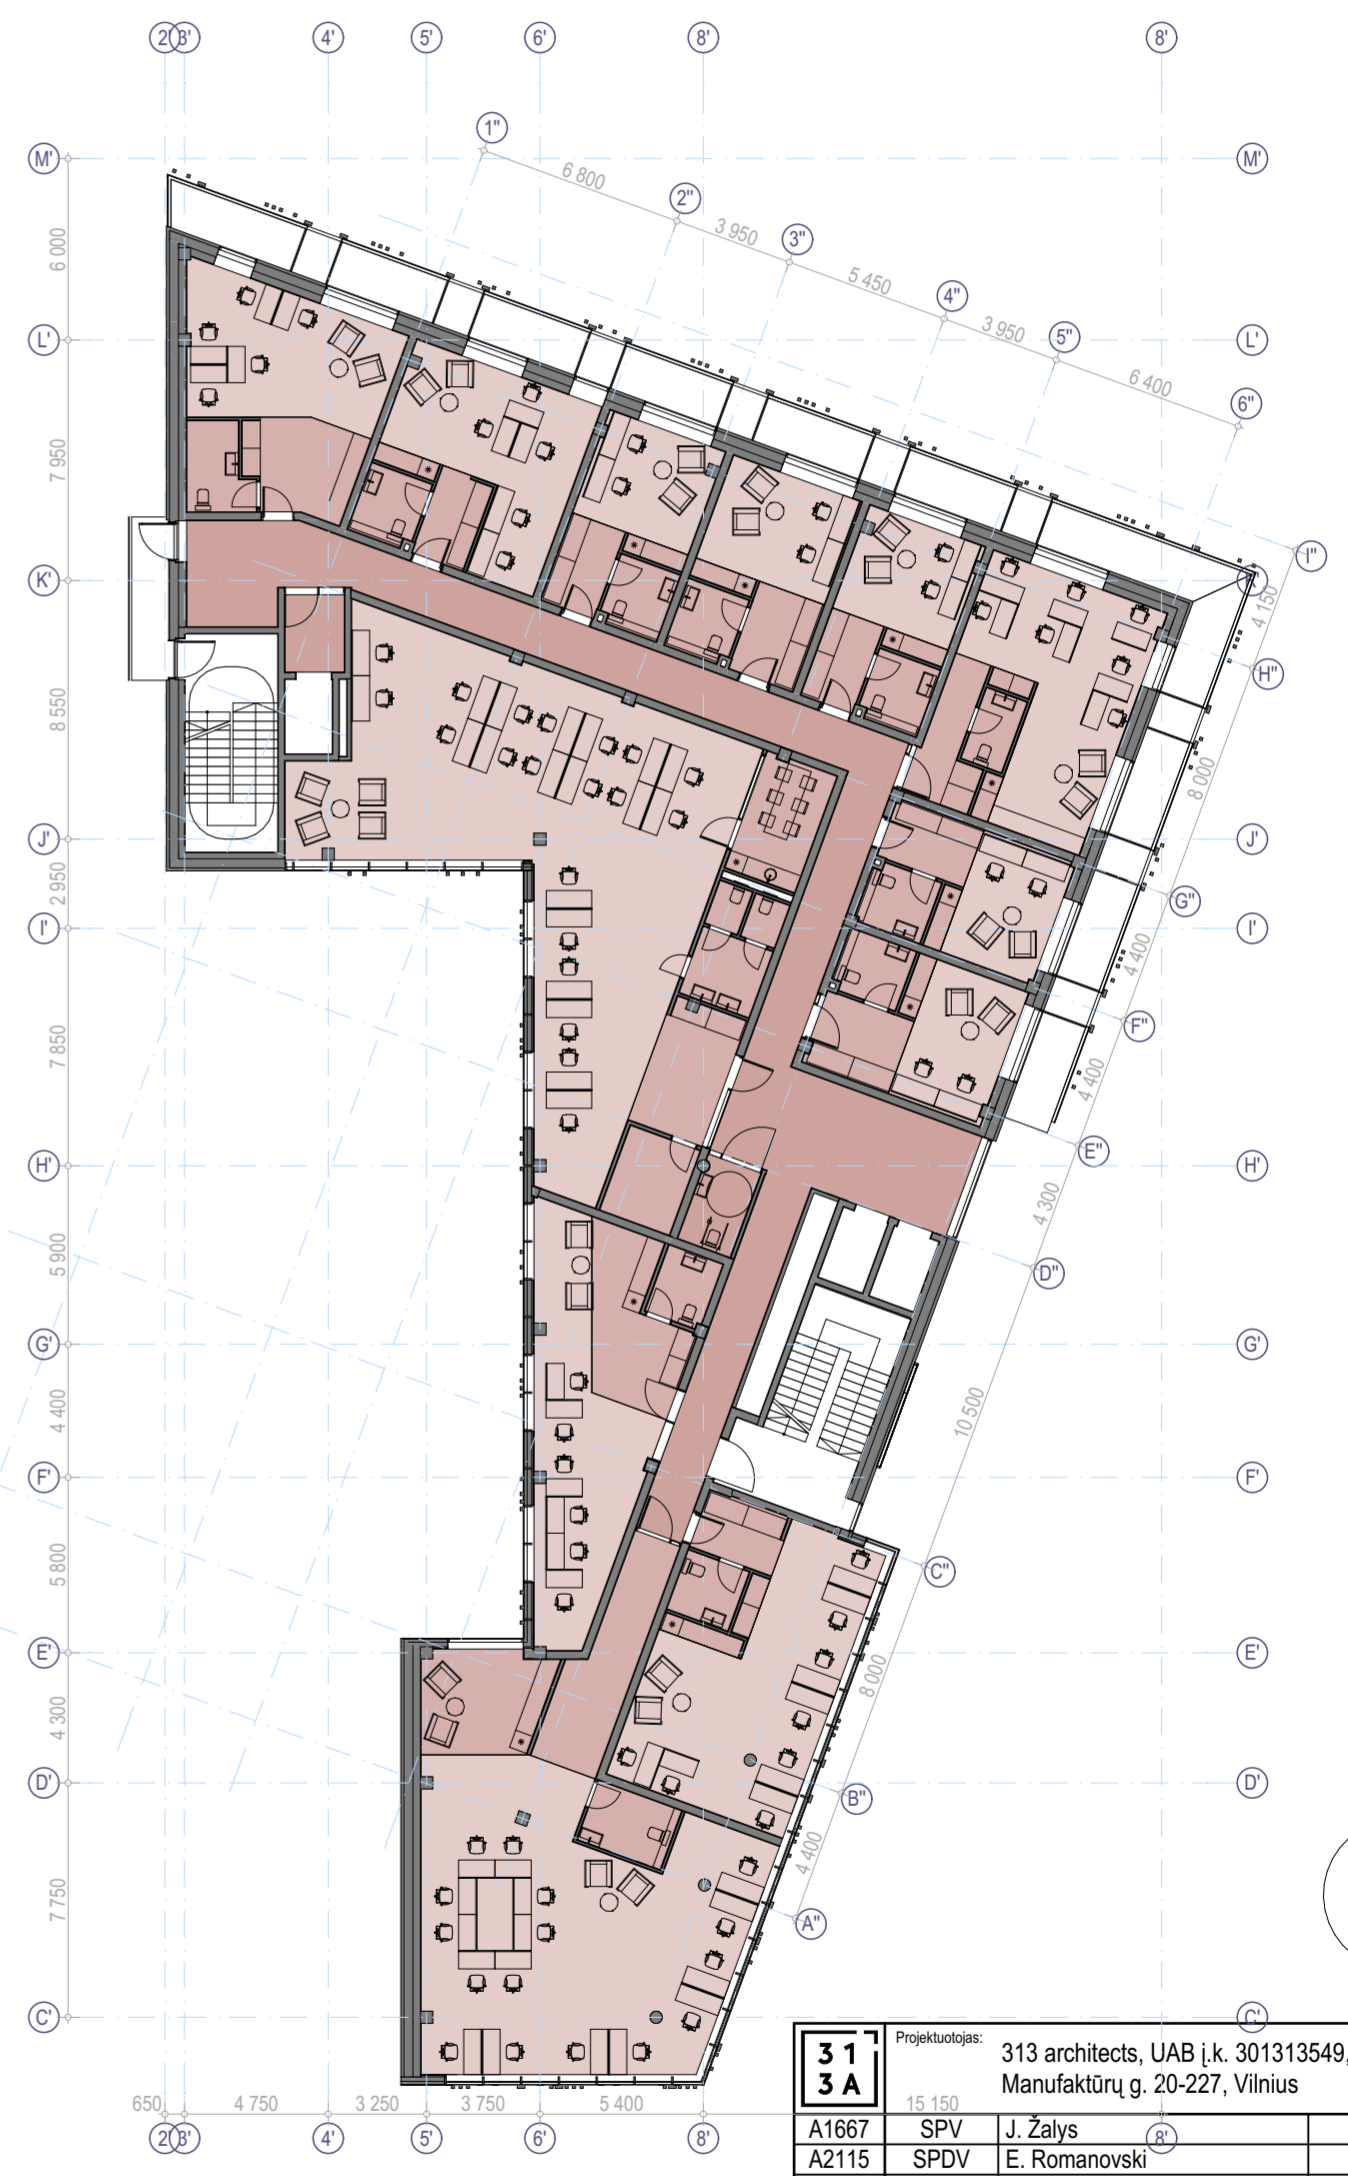 2' 3' 4' 5' 6' 8' 8'
1"
M' M'
6 800
2"
3 950
3"
6 000
5 450
4"
3 950
5"
L' L'
6 400
6"
7 950
I"
K'
4 150
H"
8 550
8 000
J' J'
2 950
G"
I' I'
4 400
F"
7 850
4 400
E"
H' H'
4 300
5 900
D"
G' G'
4 400
10 500
F' F'
5 800
C"
E' E'
8 000
4 300
D' D'
B"
4 400
7 750
A"
C' C'
31
3A
Projektuotojas:
313 architects, UAB į.k. 301313549,
Manufaktūrų g. 20-227, Vilnius
650 4 750 3 250 3 750 5 400 15 150
2' 3' 4' 5' 6' 8' 8'
A1667 SPV J. Žalys
A2115 SPDV E. Romanovski